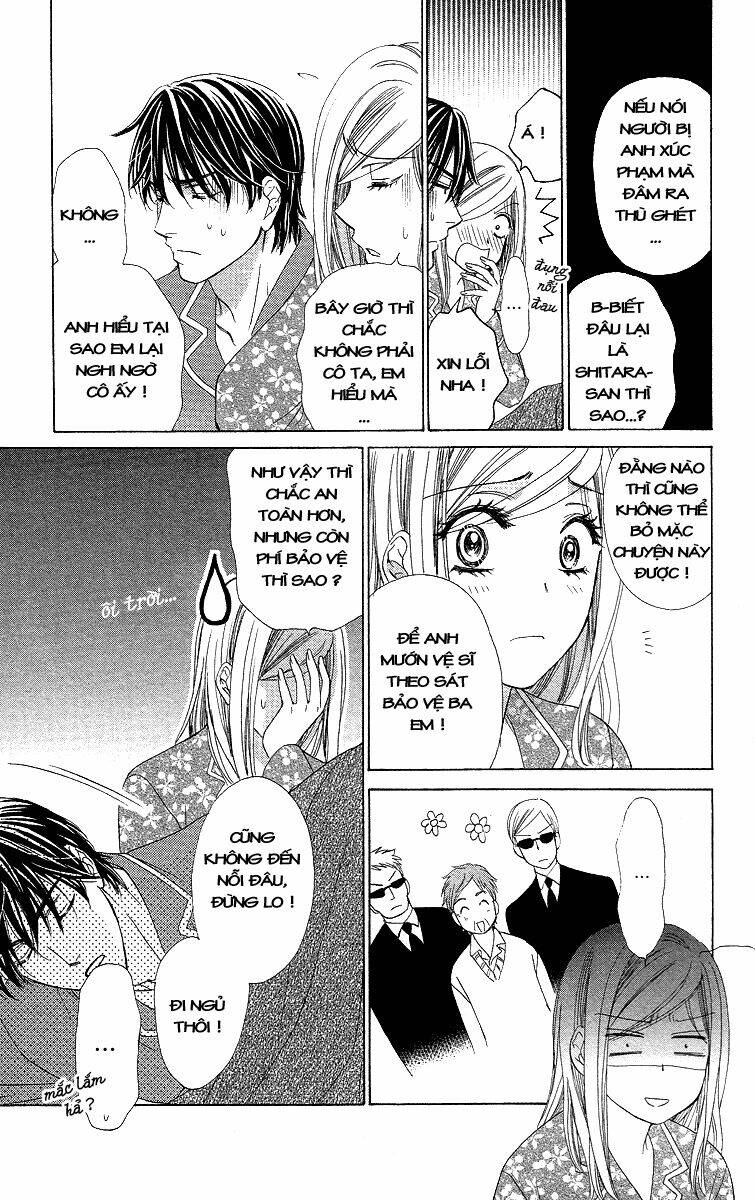 NẾU NÓI
NGƯỜI BỊ
ANH XÚC
PHẠM MÀ
ĐÂM RA
THÙ GHÉT
...
B-BIẾT
ĐÂU LẠI
LÀ
SHITARA-
SAN THÌ
SAO...?
Á !
đụng
nỗi
đau
...
XIN LỖI
NHA !
BÂY GIỜ THÌ
CHẮC
KHÔNG PHẢI
CÔ TA, EM
HIỂU MÀ
...
KHÔNG
...
ANH HIỂU TẠI
SAO EM LẠI
NGHI NGỜ
CÔ ẤY !
ĐẰNG NÀO
THÌ CŨNG
KHÔNG THỂ
BỎ MẶC
CHUYỆN NÀY
ĐƯỢC !
ĐỂ ANH
MƯỚN VỆ SĨ
THEO SÁT
BẢO VỆ BA
EM !
...
NHƯ VẬY THÌ
CHẮC AN
TOÀN HƠN,
NHƯNG CÒN
PHÍ BẢO VỆ
THÌ SAO ?
ôi trời...
CŨNG
KHÔNG ĐẾN
NỖI ĐÂU,
ĐỪNG LO !
ĐI NGỦ
THÔI !
...
mắc lắm
hả ?